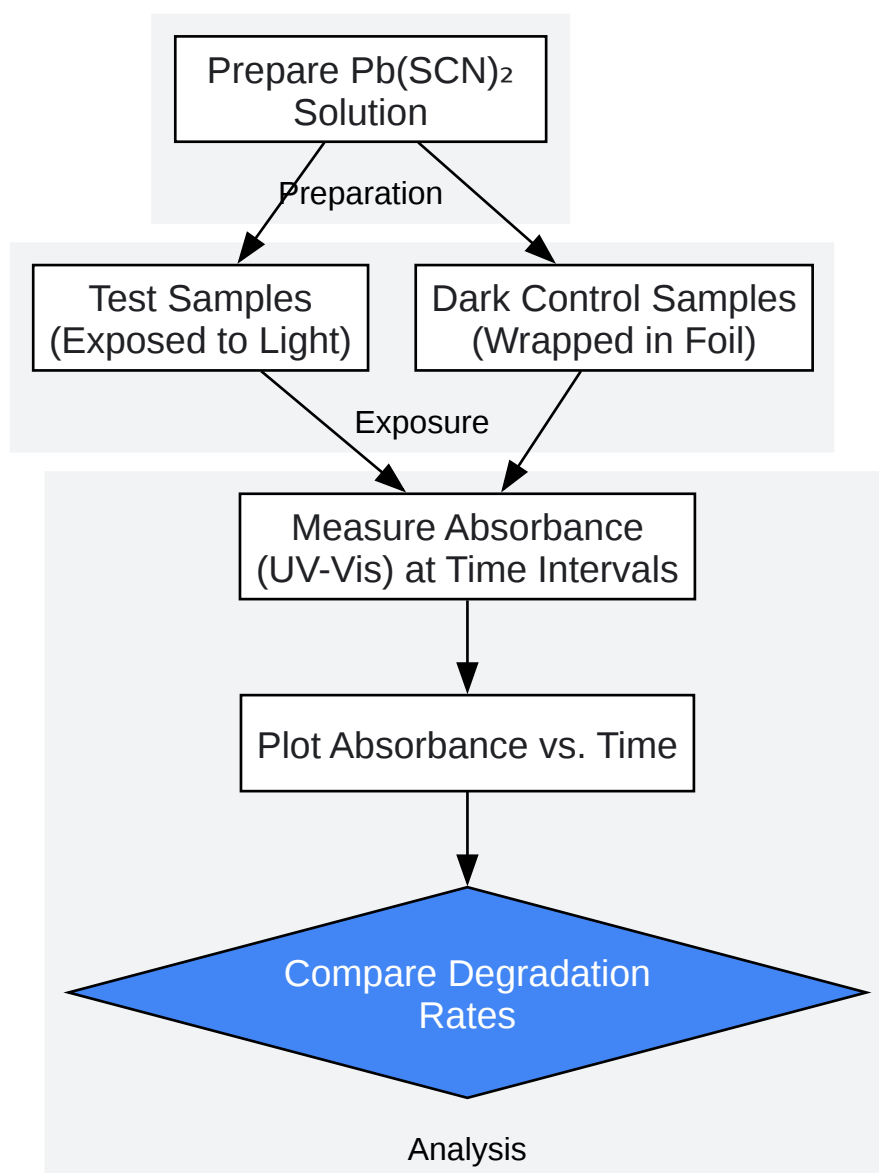 Prepare Pb(SCN)₂
Solution
Preparation
Test Samples
(Exposed to Light)
Dark Control Samples
(Wrapped in Foil)
Exposure
Measure Absorbance
(UV-Vis) at Time Intervals
Plot Absorbance vs. Time
Compare Degradation
Rates
Analysis